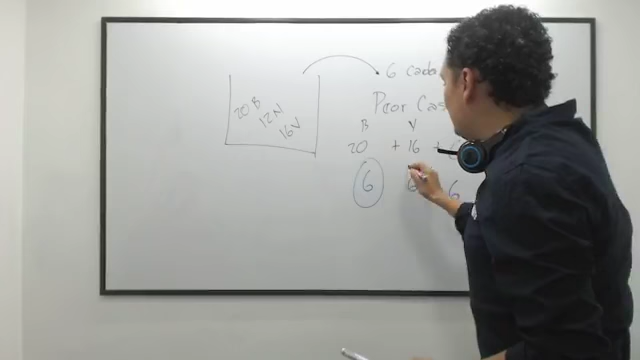 20 B
12 N
16 V
6 cada
Peor Cas
B V
20 + 16 +
6 6 6